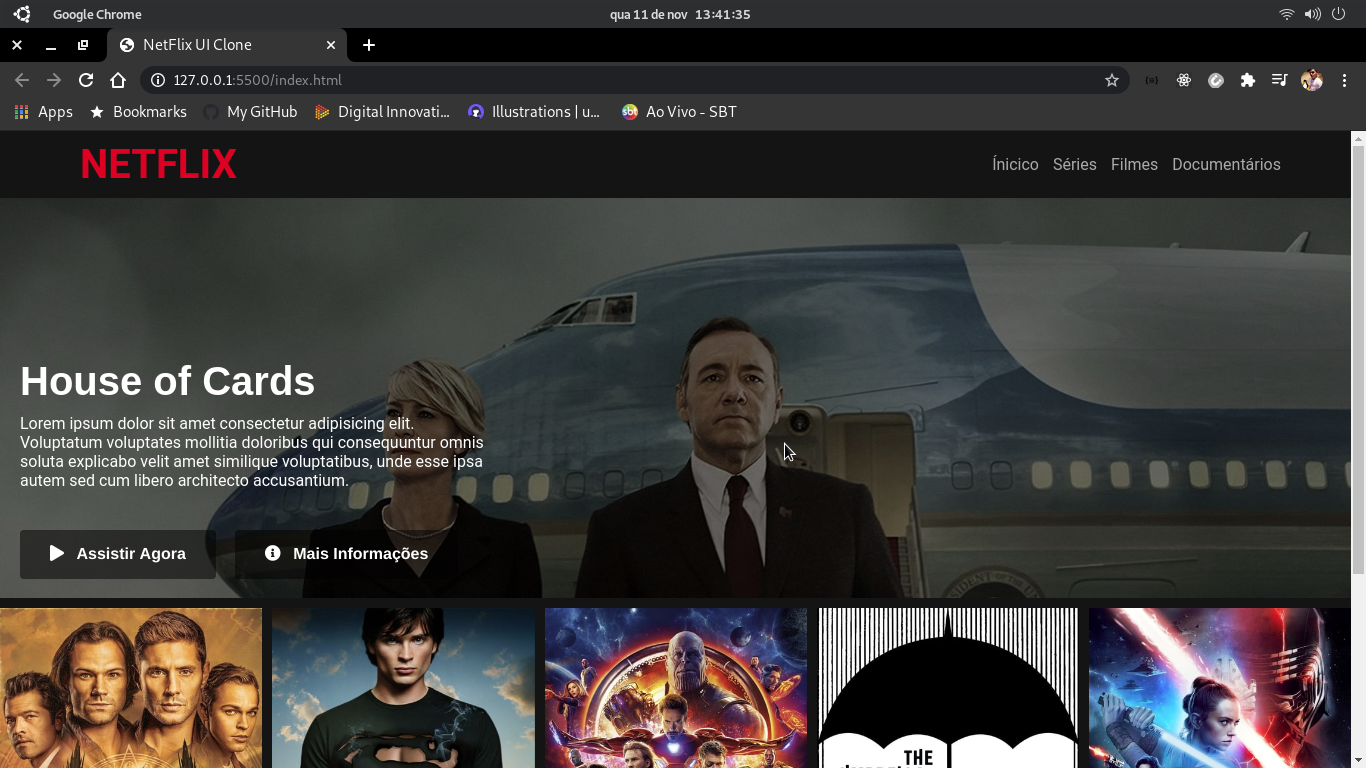 Google Chrome
qua 11 de nov 13:41:35
NetFlix UI Clone
127.0.0.1:5500/index.html
Apps
Bookmarks
My GitHub
Digital Innovati...
Illustrations | u...
Ao Vivo - SBT
NETFLIX
Ínicico
Séries
Filmes
Documentários
House of Cards
Lorem ipsum dolor sit amet consectetur adipisicing elit.
Voluptatum voluptates mollitia doloribus qui consequuntur omnis
soluta explicabo velit amet similique voluptatibus, unde esse ipsa
autem sed cum libero architecto accusantium.
Assistir Agora
Mais Informações
THE